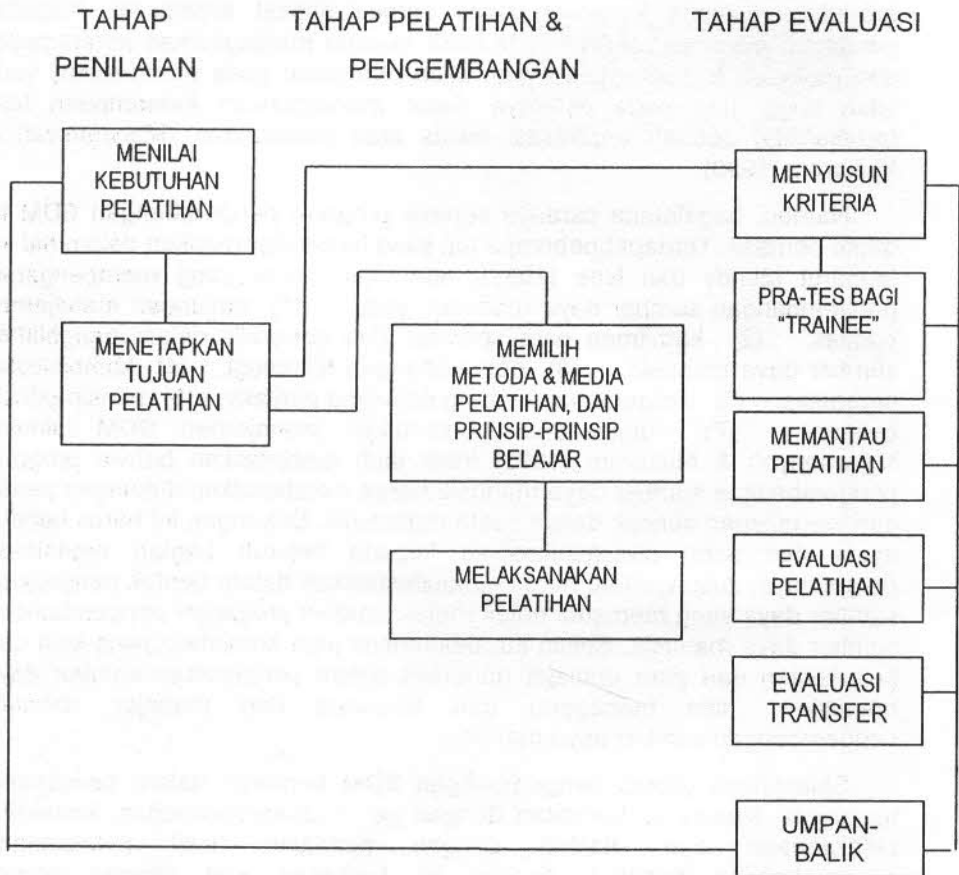 TAHAP
PENILAIAN
TAHAP PELATIHAN &
PENGEMBANGAN
TAHAP EVALUASI
MENILAI
KEBUTUHAN
PELATIHAN
MENETAPKAN
TUJUAN
PELATIHAN
MEMILIH
METODA & MEDIA
PELATIHAN, DAN
PRINSIP-PRINSIP
BELAJAR
MELAKSANAKAN
PELATIHAN
MENYUSUN
KRITERIA
PRA-TES BAGI
"TRAINEE"
MEMANTAU
PELATIHAN
EVALUASI
PELATIHAN
EVALUASI
TRANSFER
UMPAN-
BALIK